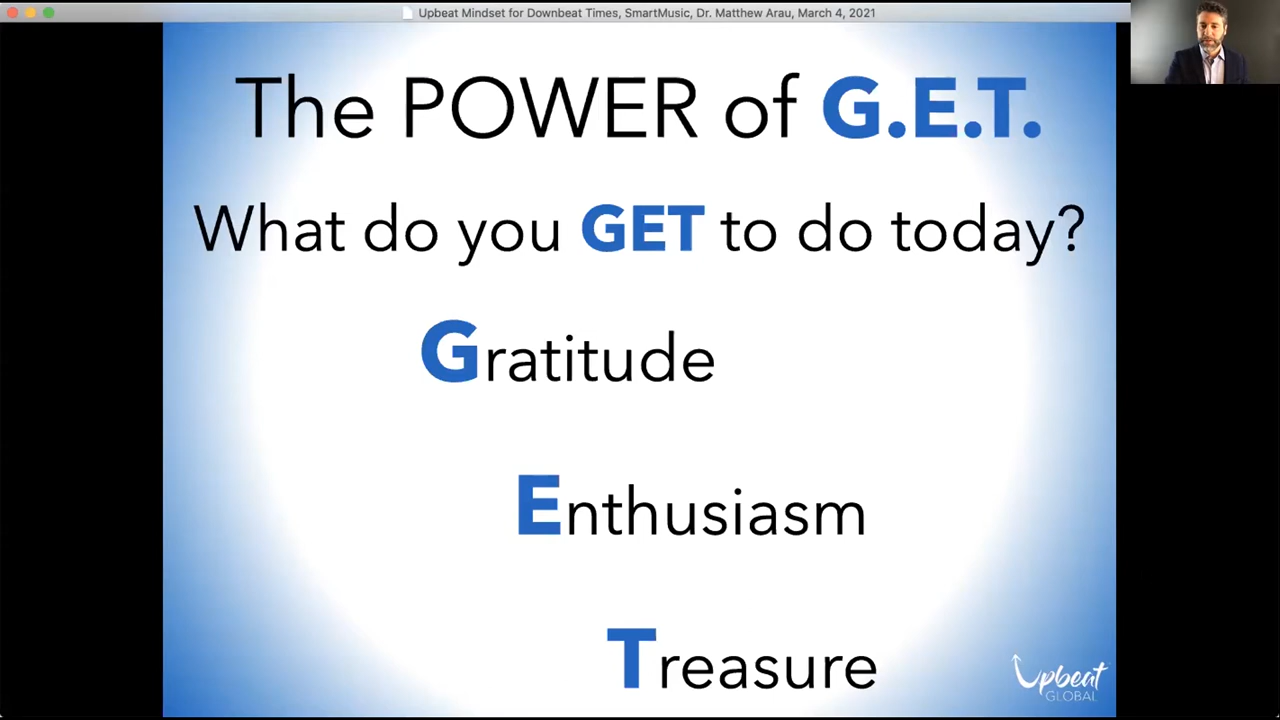 Upbeat Mindset for Downbeat Times, SmartMusic, Dr. Matthew Arau, March 4, 2021
The POWER of G.E.T.
What do you GET to do today?
Gratitude
Enthusiasm
Treasure
Upbeat
GLOBAL